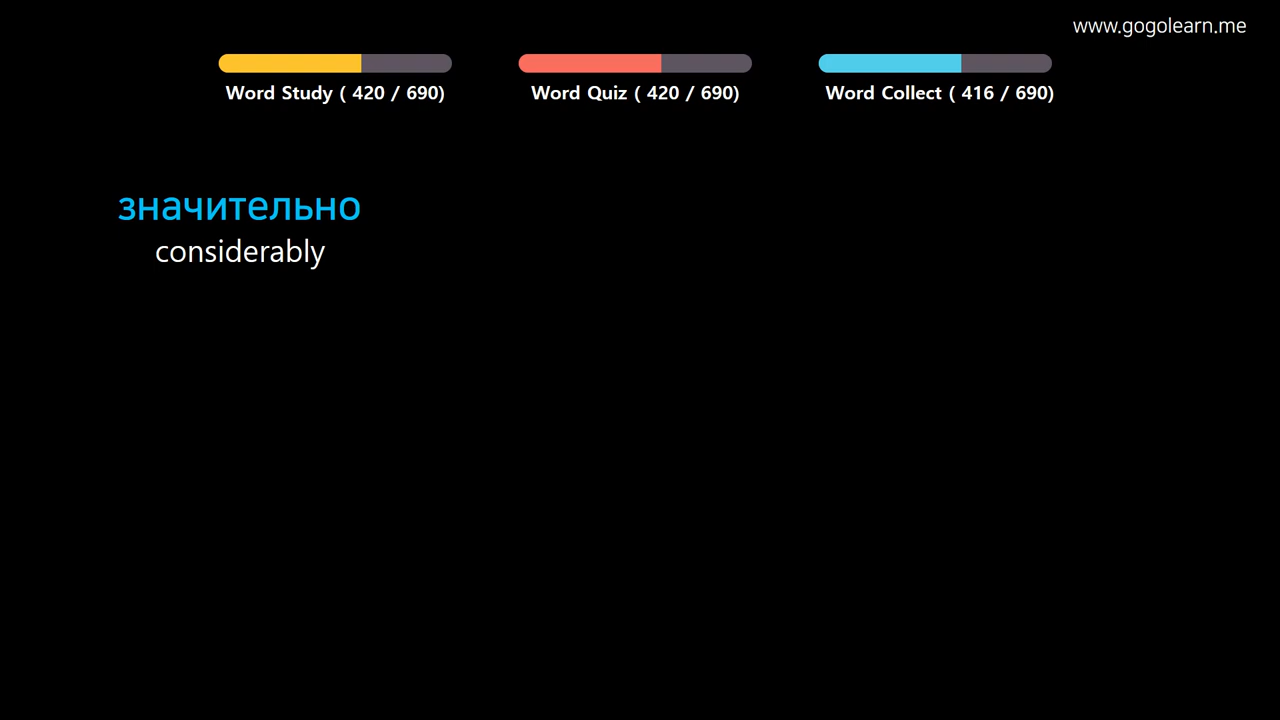 www.gogolearn.me
Word Study ( 420 / 690)
Word Quiz ( 420 / 690)
Word Collect ( 416 / 690)
значительно
considerably